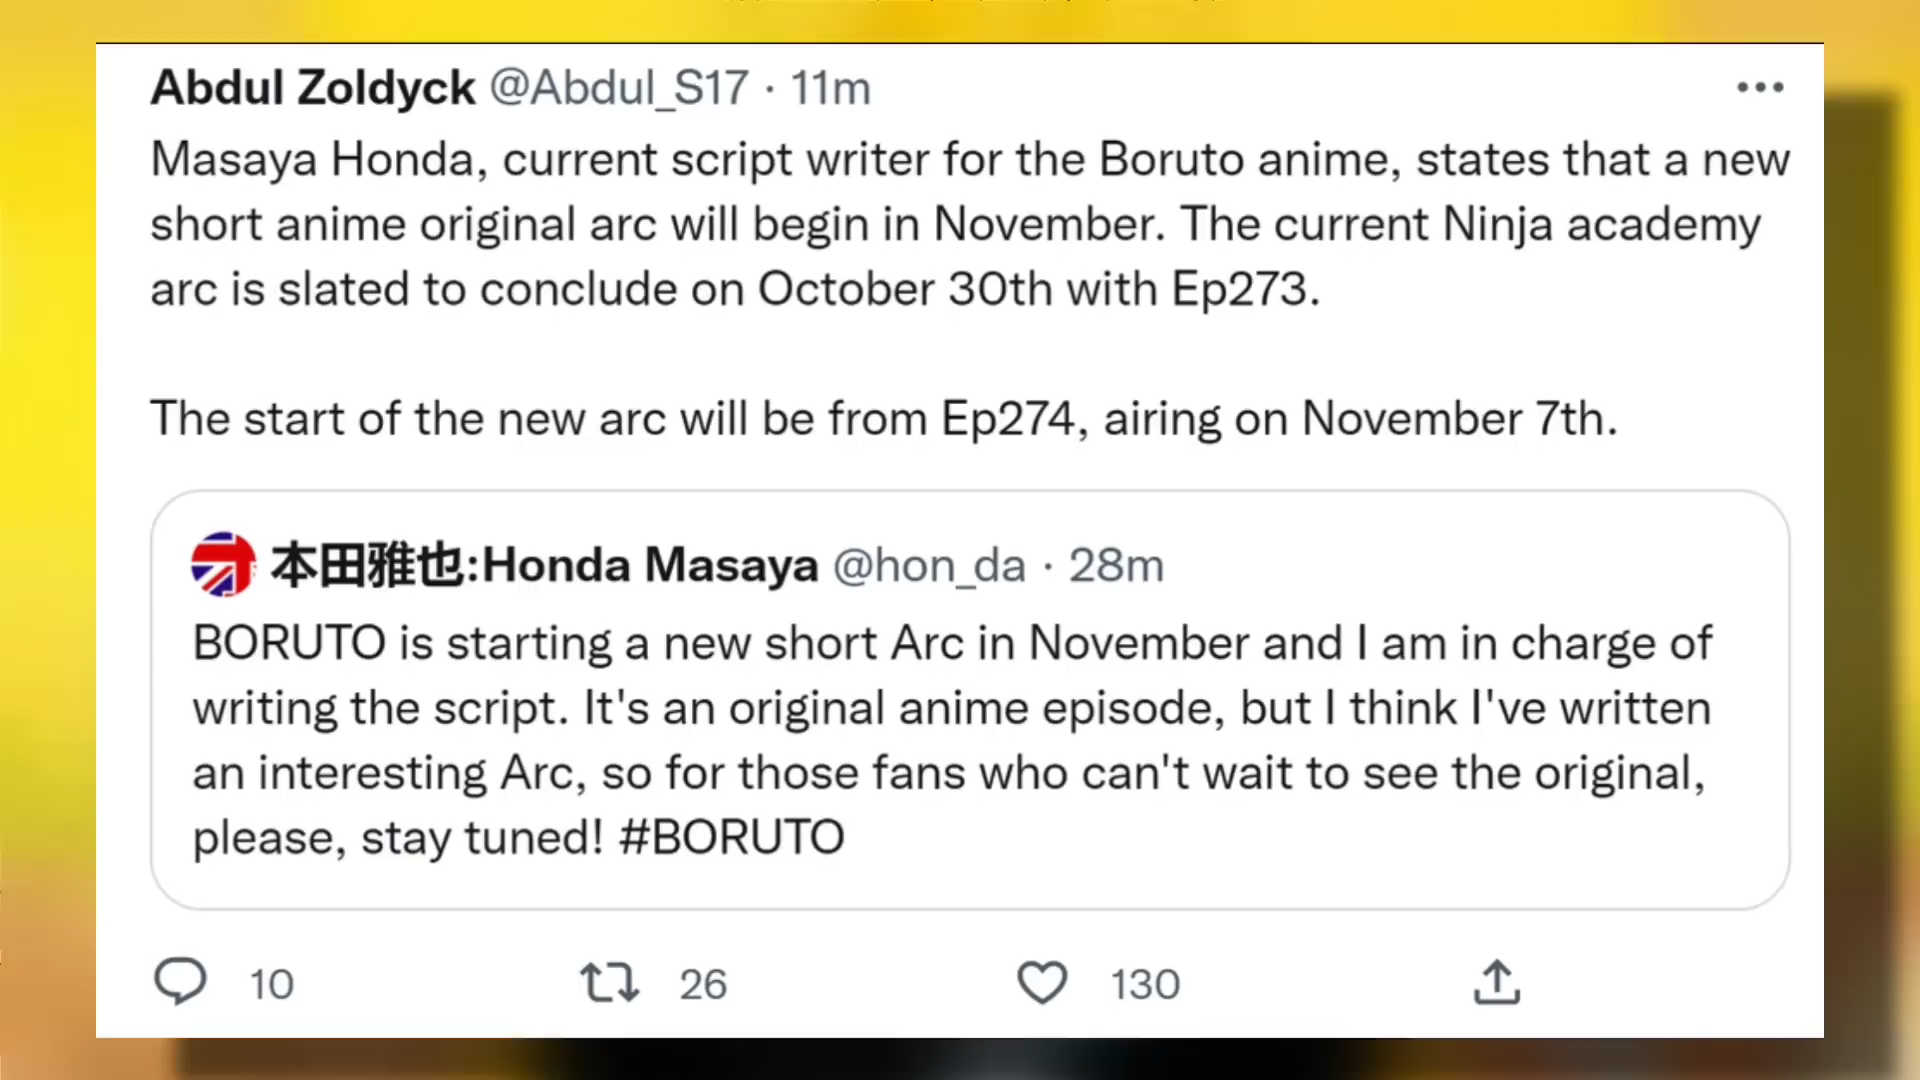 Abdul Zoldyck @Abdul_S17 · 11m
Masaya Honda, current script writer for the Boruto anime, states that a new
short anime original arc will begin in November. The current Ninja academy
arc is slated to conclude on October 30th with Ep273.
The start of the new arc will be from Ep274, airing on November 7th.
本田雅也:Honda Masaya @hon_da · 28m
BORUTO is starting a new short Arc in November and I am in charge of
writing the script. It's an original anime episode, but I think I've written
an interesting Arc, so for those fans who can't wait to see the original,
please, stay tuned! #BORUTO
10 26 130